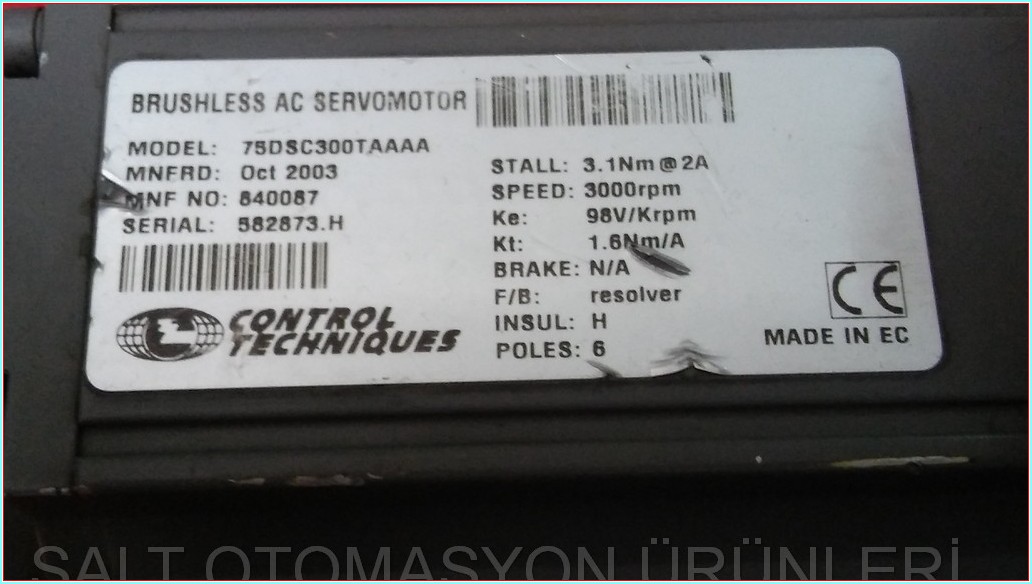 BRUSHLESS AC SERVOMOTOR
MODEL: 75DSC300TAAAA
MNFRD: Oct 2003
MNF NO: 840087
SERIAL: 582873.H
CONTROL
TECHNIQUES
STALL: 3.1Nm@2A
SPEED: 3000rpm
Ke: 98V/Krpm
Kt: 1.6Nm/A
BRAKE: N/A
F/B: resolver
INSUL: H
POLES: 6
CE
MADE IN EC
SALT OTOMASYON ÜRÜNLERİ